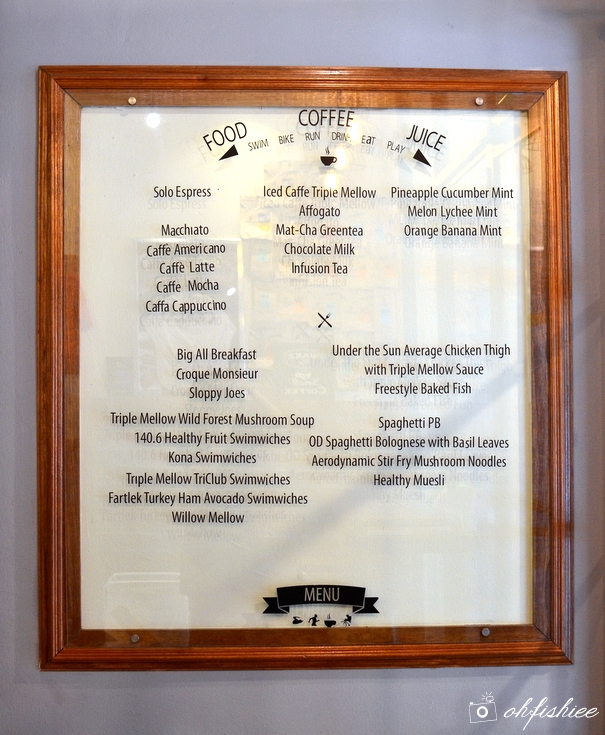 FOOD COFFEE JUICE
SWIM BIKE RUN DRINK EAT PLAY
Solo Espress
Macchiato
Caffè Americano
Caffè Latte
Caffe Mocha
Caffa Cappuccino
Iced Caffe Triple Mellow
Affogato
Mat-Cha Greentea
Chocolate Milk
Infusion Tea
Pineapple Cucumber Mint
Melon Lychee Mint
Orange Banana Mint
Big All Breakfast
Croque Monsieur
Sloppy Joes
Triple Mellow Wild Forest Mushroom Soup
140.6 Healthy Fruit Swimwiches
Kona Swimwiches
Triple Mellow TriClub Swimwiches
Fartlek Turkey Ham Avocado Swimwiches
Willow Mellow
Under the Sun Average Chicken Thigh
with Triple Mellow Sauce
Freestyle Baked Fish
Spaghetti PB
OD Spaghetti Bolognese with Basil Leaves
Aerodynamic Stir Fry Mushroom Noodles
Healthy Muesli
MENU
ohfishiee